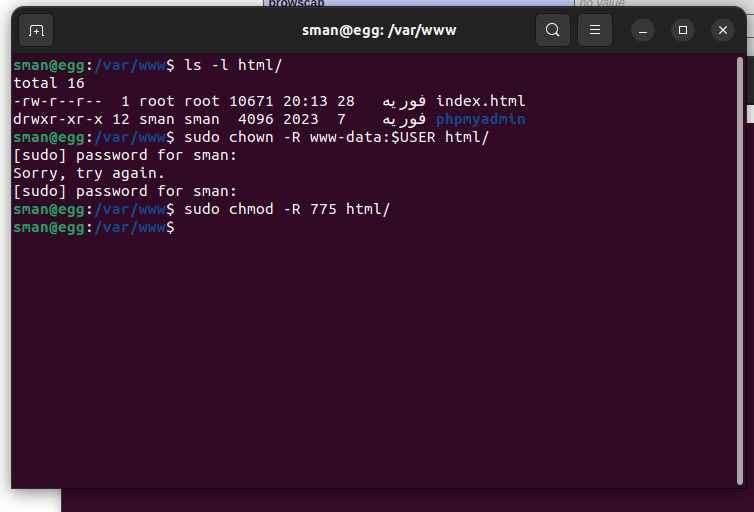 browscap
no value
sman@egg: /var/www
sman@egg:/var/www$ ls -l html/
total 16
-rw-r--r--  1 root root 10671 20:13 28   فوریه index.html
drwxr-xr-x 12 sman sman  4096 2023  7    فوریه phpmyadmin
sman@egg:/var/www$ sudo chown -R www-data:$USER html/
[sudo] password for sman:
Sorry, try again.
[sudo] password for sman:
sman@egg:/var/www$ sudo chmod -R 775 html/
sman@egg:/var/www$